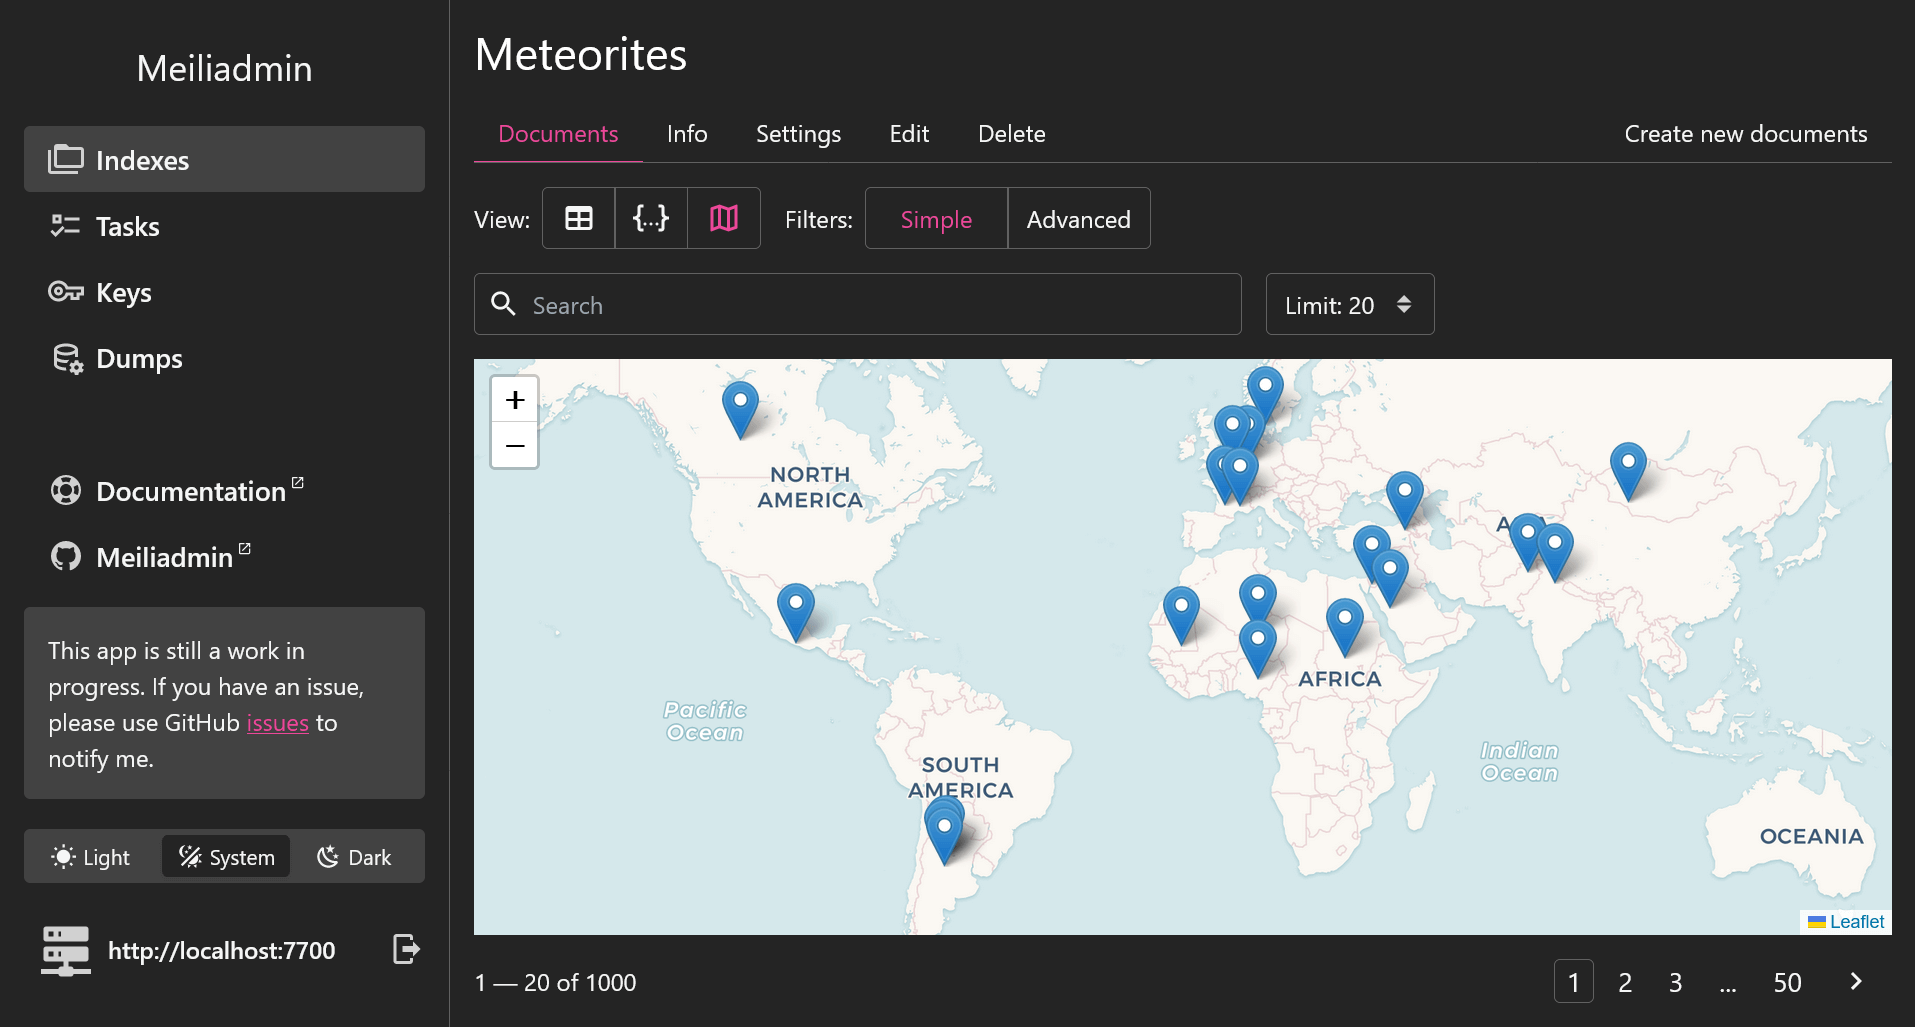 Meiliadmin
Indexes
Tasks
Keys
Dumps
Documentation
Meiliadmin
This app is still a work in
progress. If you have an issue,
please use GitHub issues to
notify me.
Light System Dark
http://localhost:7700
Meteorites
Documents Info Settings Edit Delete Create new documents
View: {...} Filters: Simple Advanced
Search Limit: 20
+
−
NORTH
AMERICA
AFRICA
Pacific
Ocean
SOUTH
AMERICA
Indian
Ocean
OCEANIA
Leaflet
1 — 20 of 1000
1 2 3 ... 50